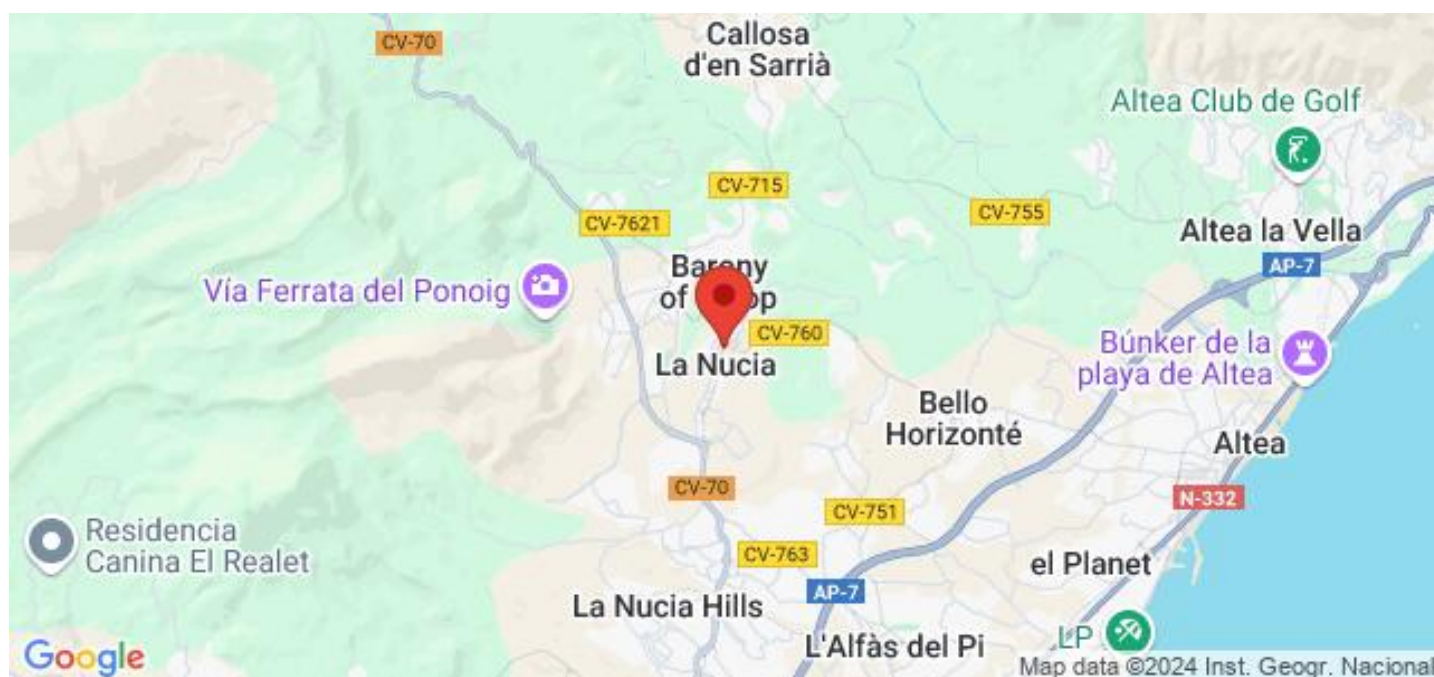 CV-70
Callosa
d'en Sarrià
Altea Club de Golf
CV-715
CV-7621
CV-755
Altea la Vella
AP-7
Vía Ferrata del Ponoig
Barony
of
CV-760
La Nucia
Búnker de la
playa de Altea
Bello
Horizonté
Altea
CV-70
N-332
CV-751
Residencia
Canina El Realet
CV-763
el Planet
AP-7
La Nucia Hills
L'Alfàs del Pi
LP
Google
Map data ©2024 Inst. Geogr. Nacional